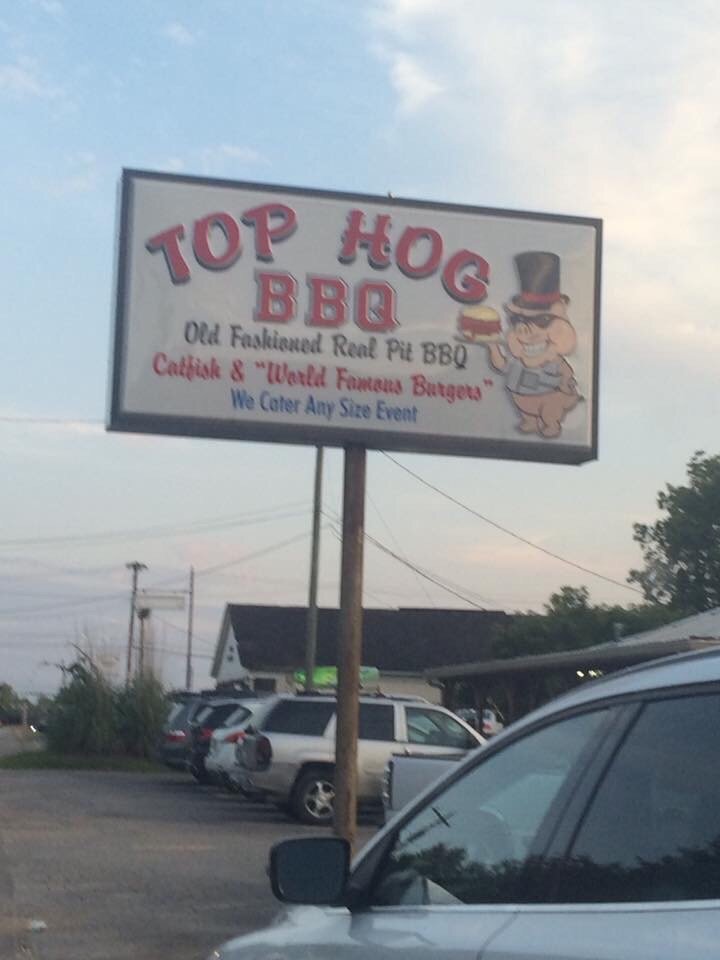 TOP HOG
BBQ
Old Fashioned Real Pit BBQ
Catfish & "World Famous Burgers"
We Cater Any Size Event